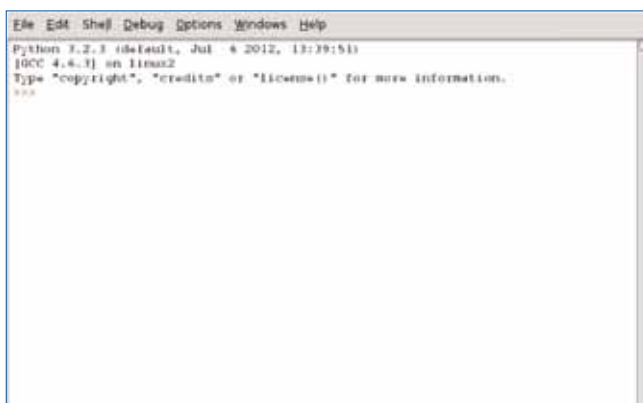 File Edit Shell Debug Options Windows Help
Python 3.2.3 (default, Jul  6 2012, 13:39:51)
[GCC 4.6.3] on linux2
Type "copyright", "credits" or "license()" for more information.
>>>